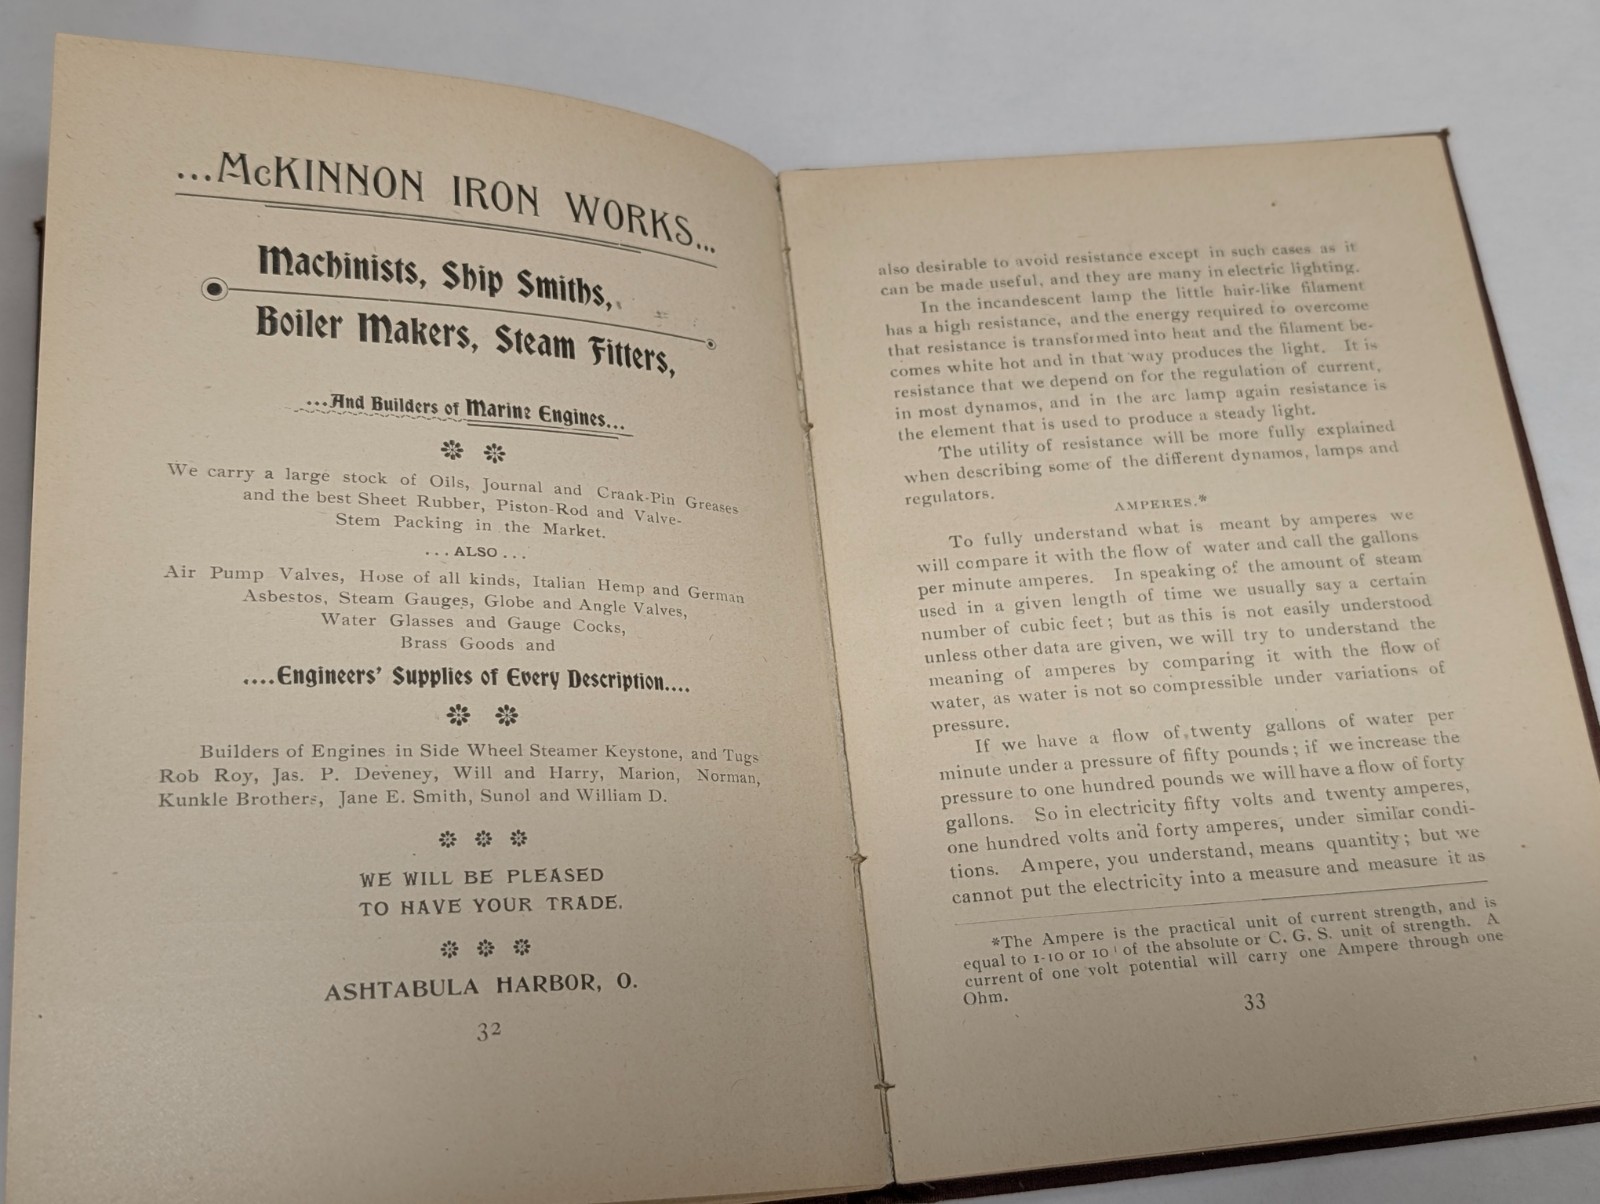 ...McKINNON IRON WORKS...
Machinists, Ship Smiths,
Boiler Makers, Steam Fitters,
...And Builders of Marine Engines...
We carry a large stock of Oils, Journal and Crank-Pin Greases
and the best Sheet Rubber, Piston-Rod and Valve-
Stem Packing in the Market.
...ALSO...
Air Pump Valves, Hose of all kinds, Italian Hemp and German
Asbestos, Steam Gauges, Globe and Angle Valves,
Water Glasses and Gauge Cocks,
Brass Goods and
....Engineers' Supplies of Every Description....
Builders of Engines in Side Wheel Steamer Keystone, and Tugs
Rob Roy, Jas. P. Deveney, Will and Harry, Marion, Norman,
Kunkle Brothers, Jane E. Smith, Sunol and William D.
WE WILL BE PLEASED
TO HAVE YOUR TRADE.
ASHTABULA HARBOR, O.
32
also desirable to avoid resistance except in such cases as it
can be made useful, and they are many in electric lighting.
In the incandescent lamp the little hair-like filament
has a high resistance, and the energy required to overcome
that resistance is transformed into heat and the filament be-
comes white hot and in that way produces the light. It is
resistance that we depend on for the regulation of current,
in most dynamos, and in the arc lamp again resistance is
the element that is used to produce a steady light.
The utility of resistance will be more fully explained
when describing some of the different dynamos, lamps and
regulators.
AMPERES.*
To fully understand what is meant by amperes we
will compare it with the flow of water and call the gallons
per minute amperes. In speaking of the amount of steam
used in a given length of time we usually say a certain
number of cubic feet; but as this is not easily understood
unless other data are given, we will try to understand the
meaning of amperes by comparing it with the flow of
water, as water is not so compressible under variations of
pressure.
If we have a flow of twenty gallons of water per
minute under a pressure of fifty pounds; if we increase the
pressure to one hundred pounds we will have a flow of forty
gallons. So in electricity fifty volts and twenty amperes,
one hundred volts and forty amperes, under similar condi-
tions. Ampere, you understand, means quantity; but we
cannot put the electricity into a measure and measure it as
*The Ampere is the practical unit of current strength, and is
equal to 1-10 or 10 ¹ of the absolute or C. G. S. unit of strength. A
current of one volt potential will carry one Ampere through one
Ohm.
33